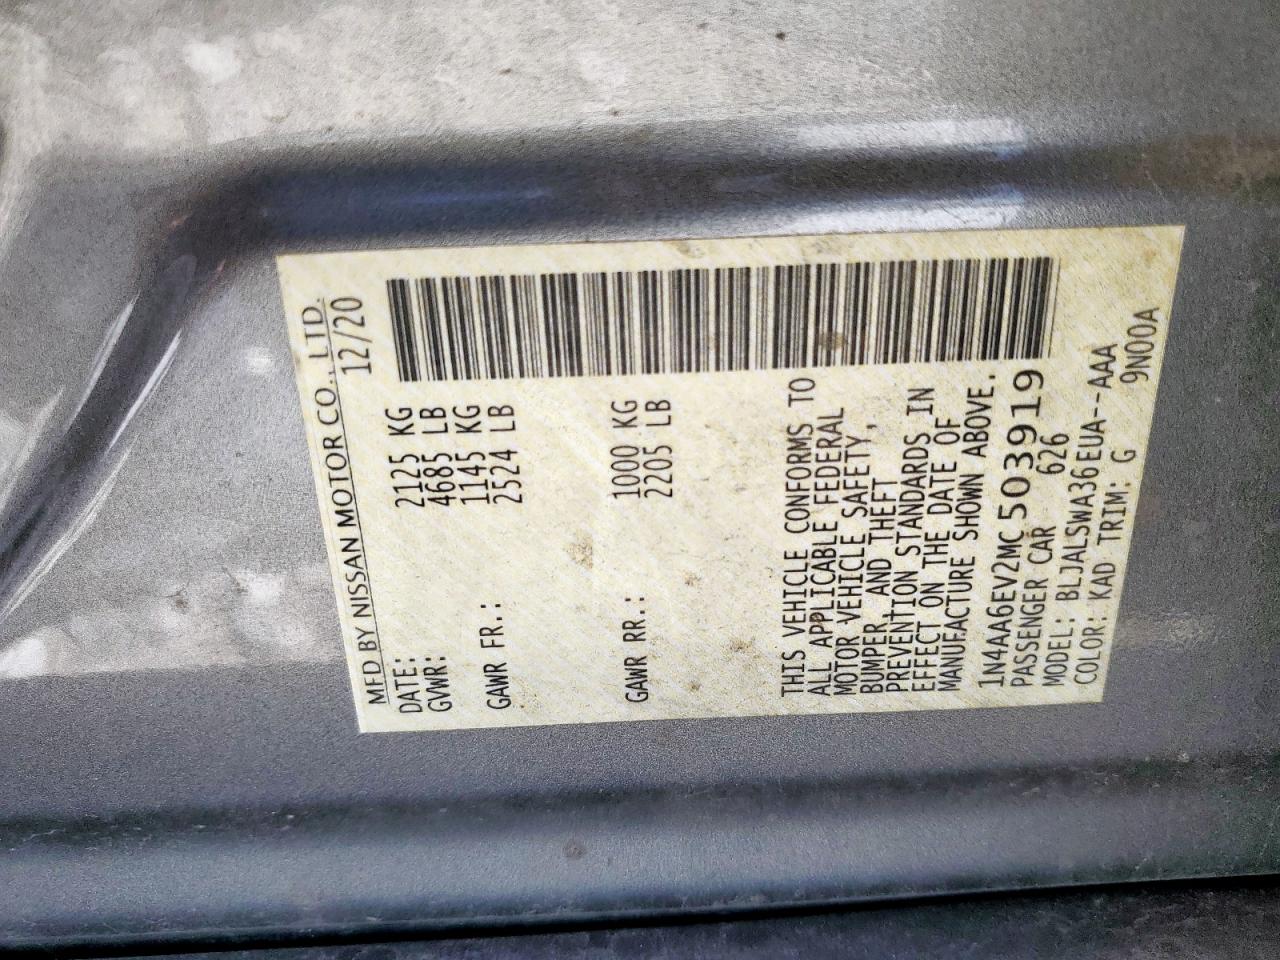 MFD BY NISSAN MOTOR CO., LTD.
DATE: 12/20
GVWR: 2125 KG
4685 LB
GAWR FR.: 1145 KG
2524 LB
GAWR RR.: 1000 KG
2205 LB
THIS VEHICLE CONFORMS TO
ALL APPLICABLE FEDERAL
MOTOR VEHICLE SAFETY,
BUMPER, AND THEFT
PREVENTION STANDARDS IN
EFFECT ON THE DATE OF
MANUFACTURE SHOWN ABOVE.
1N4AA6EV2MC503919
PASSENGER CAR 626
MODEL: BLJALSWA36EUA--AAA
COLOR: KAD TRIM: G 9N00A